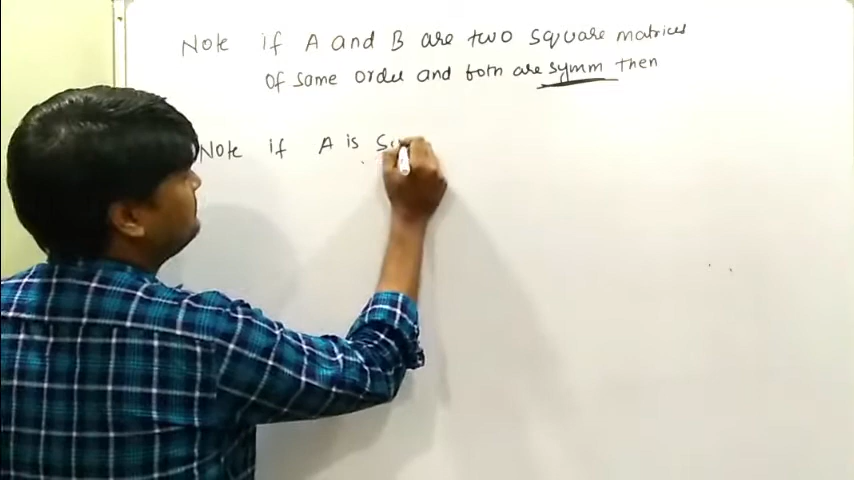 Note if A and B are two square matrices
Of same order and both are symm then
Note if A is